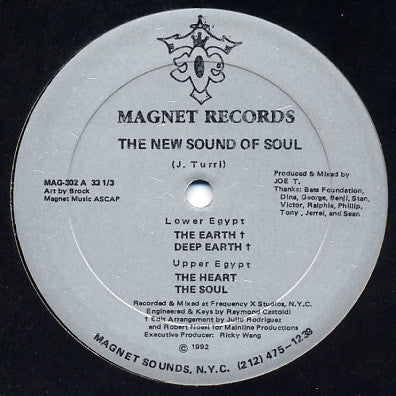 MAGNET RECORDS
THE NEW SOUND OF SOUL
(J. Turri)
MAG-302 A 33 1/3
Art by Brock
Magnet Music ASCAP
Produced & Mixed by
JOE T.
Thanks: Bass Foundation,
Dina, George, Benji, Stan,
Victor, Ralphie, Phillip,
Tony, Jerrel, and Sean
Lower Egypt
THE EARTH †
DEEP EARTH †
Upper Egypt
THE HEART
THE SOUL
Recorded & Mixed at Frequency X Studios, N.Y.C.
Engineered & Keys by Raymond Castoldi
† Edit Arrangement by Julio Rodriguez
and Robert Noel for Mainline Productions
Executive Producer: Ricky Wang
© 1992
MAGNET SOUNDS, N.Y.C. (212) 475-1238